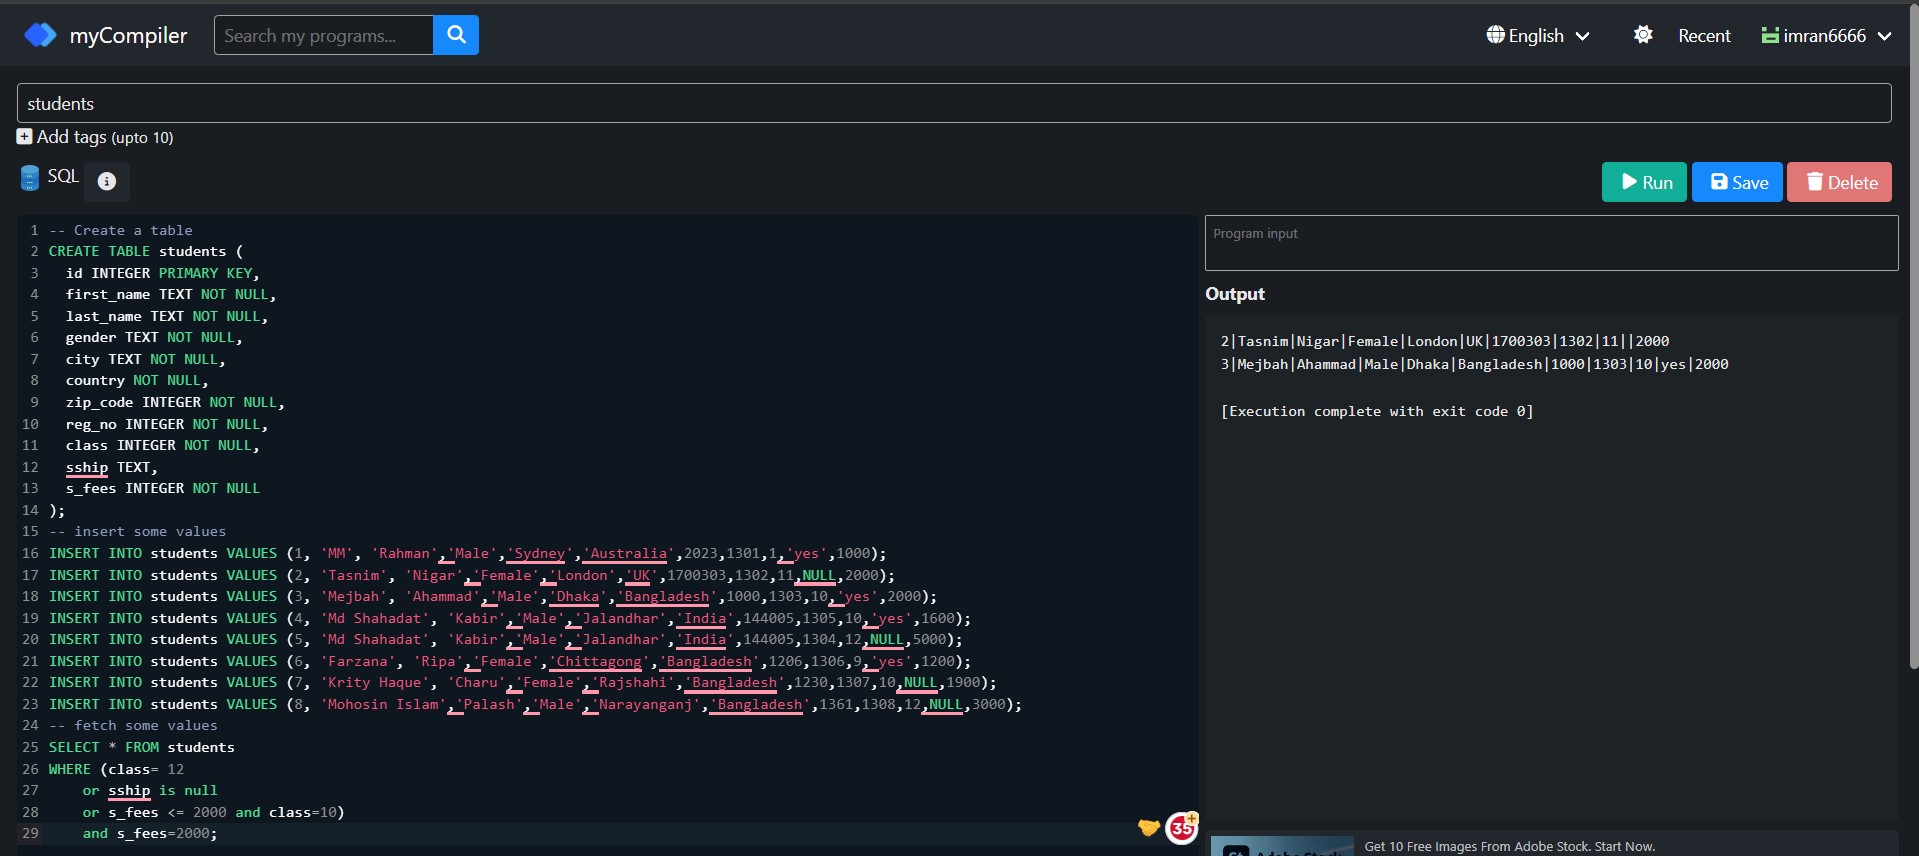 myCompiler
Search my programs...
English
Recent
imran6666
students
Add tags (upto 10)
SQL
Run
Save
Delete
1 -- Create a table
2 CREATE TABLE students (
3 id INTEGER PRIMARY KEY,
4 first_name TEXT NOT NULL,
5 last_name TEXT NOT NULL,
6 gender TEXT NOT NULL,
7 city TEXT NOT NULL,
8 country NOT NULL,
9 zip_code INTEGER NOT NULL,
10 reg_no INTEGER NOT NULL,
11 class INTEGER NOT NULL,
12 sship TEXT,
13 s_fees INTEGER NOT NULL
14 );
15 -- insert some values
16 INSERT INTO students VALUES (1, 'MM', 'Rahman','Male','Sydney','Australia',2023,1301,1,'yes',1000);
17 INSERT INTO students VALUES (2, 'Tasnim', 'Nigar','Female','London','UK',1700303,1302,11,NULL,2000);
18 INSERT INTO students VALUES (3, 'Mejbah', 'Ahammad','Male','Dhaka','Bangladesh',1000,1303,10,'yes',2000);
19 INSERT INTO students VALUES (4, 'Md Shahadat', 'Kabir','Male','Jalandhar','India',144005,1305,10,'yes',1600);
20 INSERT INTO students VALUES (5, 'Md Shahadat', 'Kabir','Male','Jalandhar','India',144005,1304,12,NULL,5000);
21 INSERT INTO students VALUES (6, 'Farzana', 'Ripa','Female','Chittagong','Bangladesh',1206,1306,9,'yes',1200);
22 INSERT INTO students VALUES (7, 'Krity Haque', 'Charu','Female','Rajshahi','Bangladesh',1230,1307,10,NULL,1900);
23 INSERT INTO students VALUES (8, 'Mohosin Islam','Palash','Male','Narayanganj','Bangladesh',1361,1308,12,NULL,3000);
24 -- fetch some values
25 SELECT * FROM students
26 WHERE (class= 12
27 or sship is null
28 or s_fees <= 2000 and class=10)
29 and s_fees=2000;
35
Program input
Output
2|Tasnim|Nigar|Female|London|UK|1700303|1302|11||2000
3|Mejbah|Ahammad|Male|Dhaka|Bangladesh|1000|1303|10|yes|2000
[Execution complete with exit code 0]
St Adobe Stock
Get 10 Free Images From Adobe Stock. Start Now.